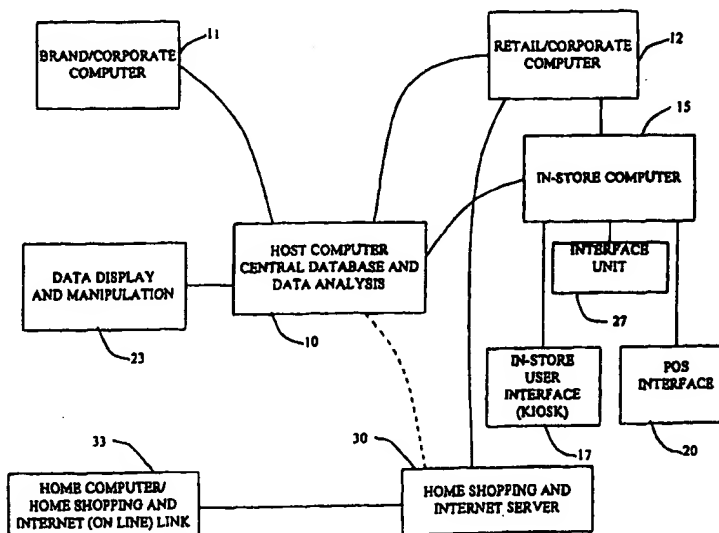 11
BRAND/CORPORATE
COMPUTER
RETAIL/CORPORATE
COMPUTER
12
15
IN-STORE COMPUTER
HOST COMPUTER
CENTRAL DATABASE AND
DATA ANALYSIS
10
DATA DISPLAY
AND MANIPULATION
23
INTERFACE
UNIT
27
IN-STORE
USER
INTERFACE
(KIOSK)
17
POS
INTERFACE
20
33
HOME COMPUTER/
HOME SHOPPING AND
INTERNET (ON LINE) LINK
30
HOME SHOPPING AND
INTERNET SERVER